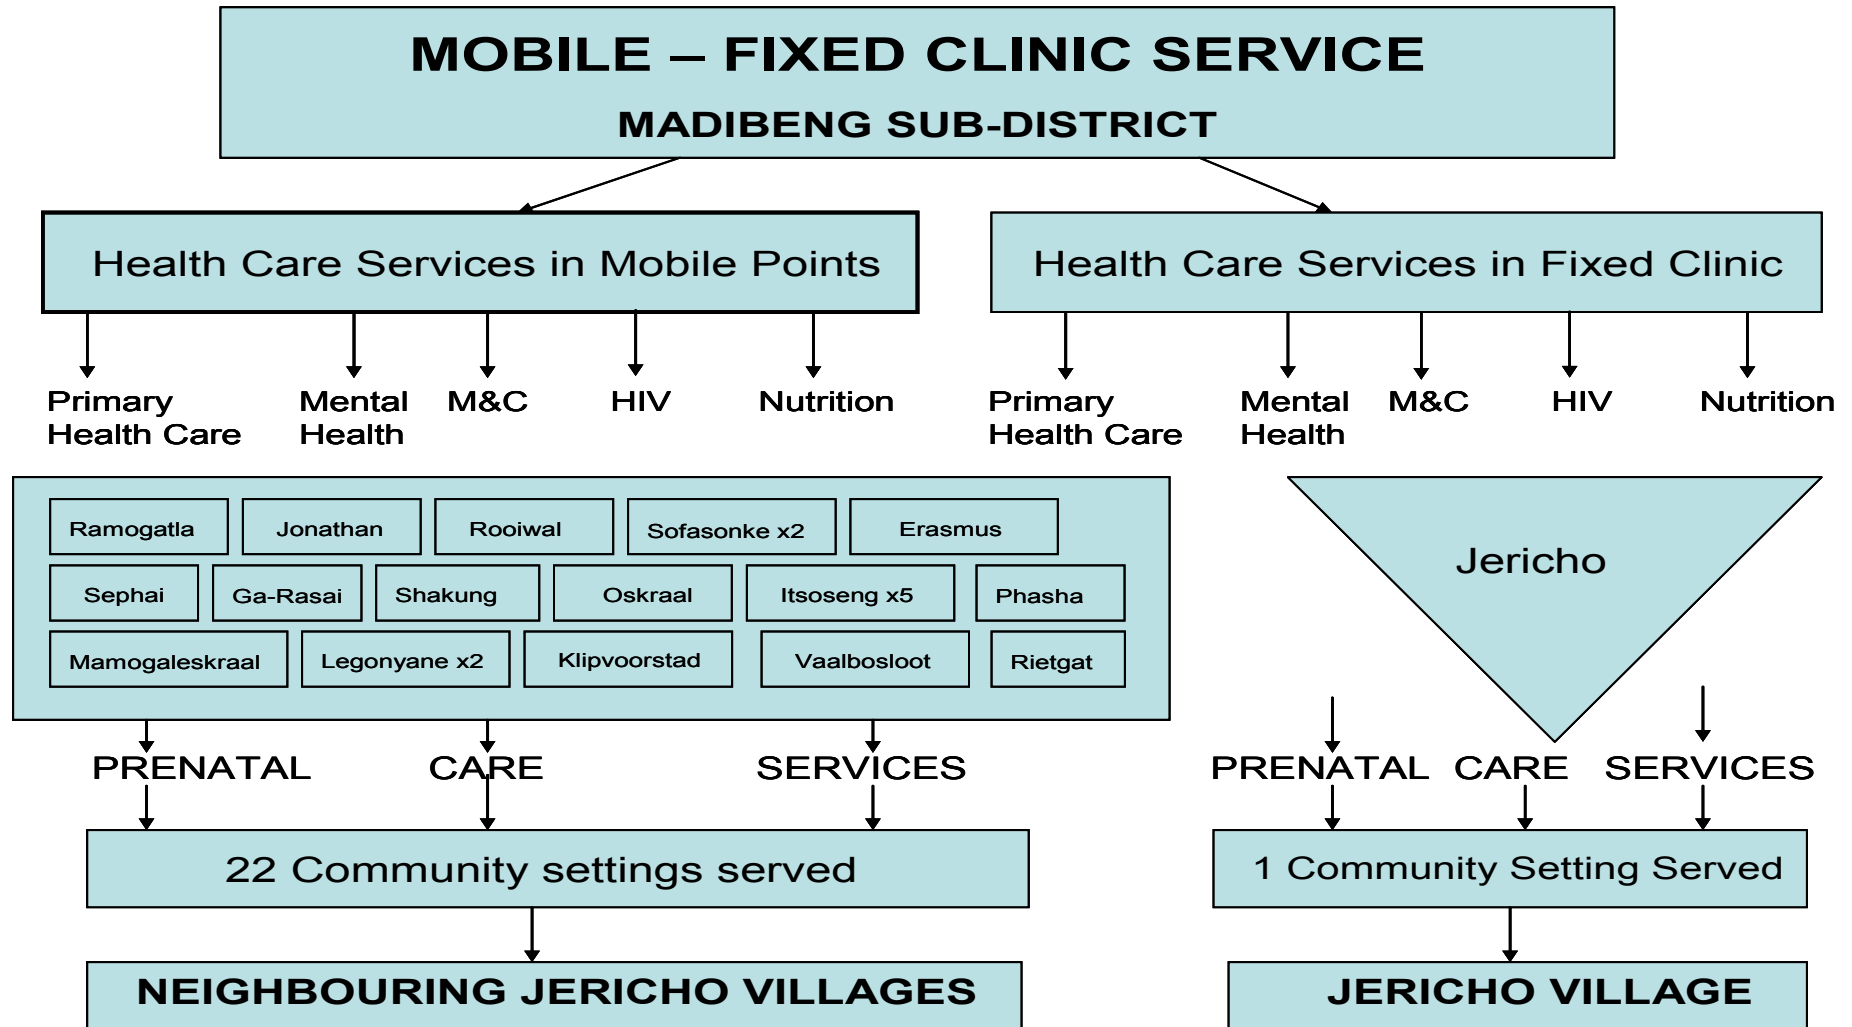 MOBILE – FIXED CLINIC SERVICE
MADIBENG SUB-DISTRICT
Health Care Services in Mobile Points
Health Care Services in Fixed Clinic
Primary
Health Care
Mental
Health
M&C
HIV
Nutrition
Primary
Health Care
Mental
Health
M&C
HIV
Nutrition
Ramogatla
Jonathan
Rooiwal
Sofasonke x2
Erasmus
Sephai
Ga-Rasai
Shakung
Oskraal
Itsoseng x5
Phasha
Mamogaleskraal
Legonyane x2
Klipvoorstad
Vaalbosloot
Rietgat
Jericho
PRENATAL CARE SERVICES
PRENATAL CARE SERVICES
22 Community settings served
1 Community Setting Served
NEIGHBOURING JERICHO VILLAGES
JERICHO VILLAGE